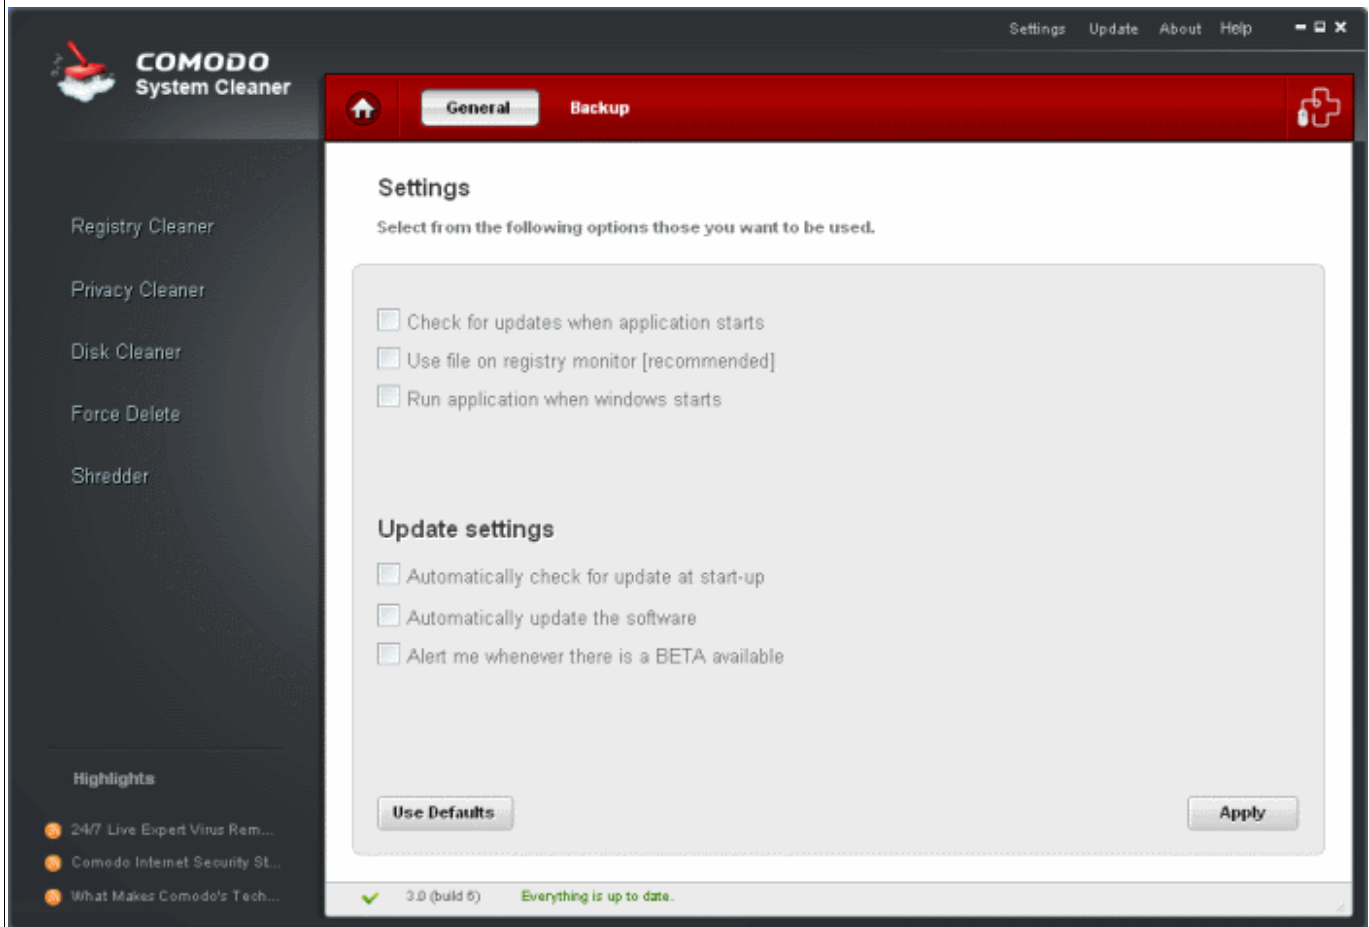 Settings Update About Help
COMODO
System Cleaner
General Backup
Settings
Select from the following options those you want to be used.
Registry Cleaner
Privacy Cleaner
Disk Cleaner
Force Delete
Shredder
Check for updates when application starts
Use file on registry monitor [recommended]
Run application when windows starts
Update settings
Automatically check for update at start-up
Automatically update the software
Alert me whenever there is a BETA available
Highlights
24/7 Live Expert Virus Rem...
Comodo Internet Security St...
What Makes Comodo's Tech...
Use Defaults Apply
3.0 (build 6) Everything is up to date.